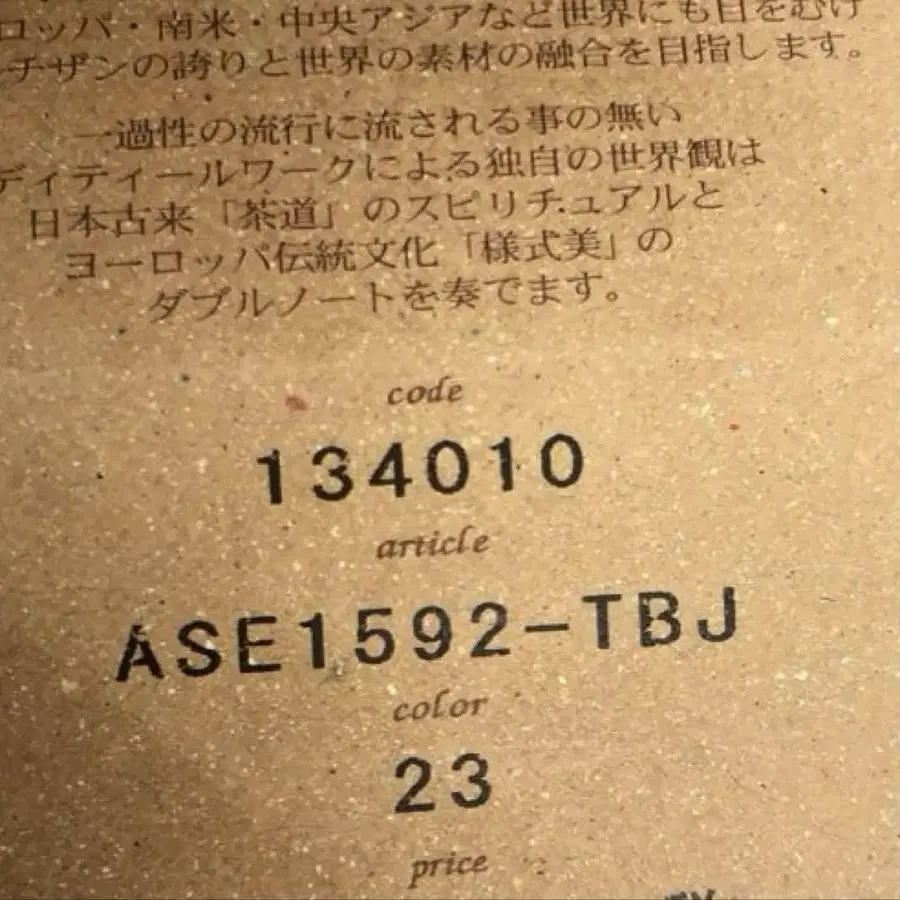 ロッパ・南米・中央アジアなど世界にも目をむけ
チザンの誇りと世界の素材の融合を目指します。
一過性の流行に流される事の無い
ディティールワークによる独自の世界観は
日本古来「茶道」のスピリチュアルと
ヨーロッパ伝統文化「様式美」の
ダブルノートを奏でます。
code
134010
article
ASE1592-TBJ
color
23
price